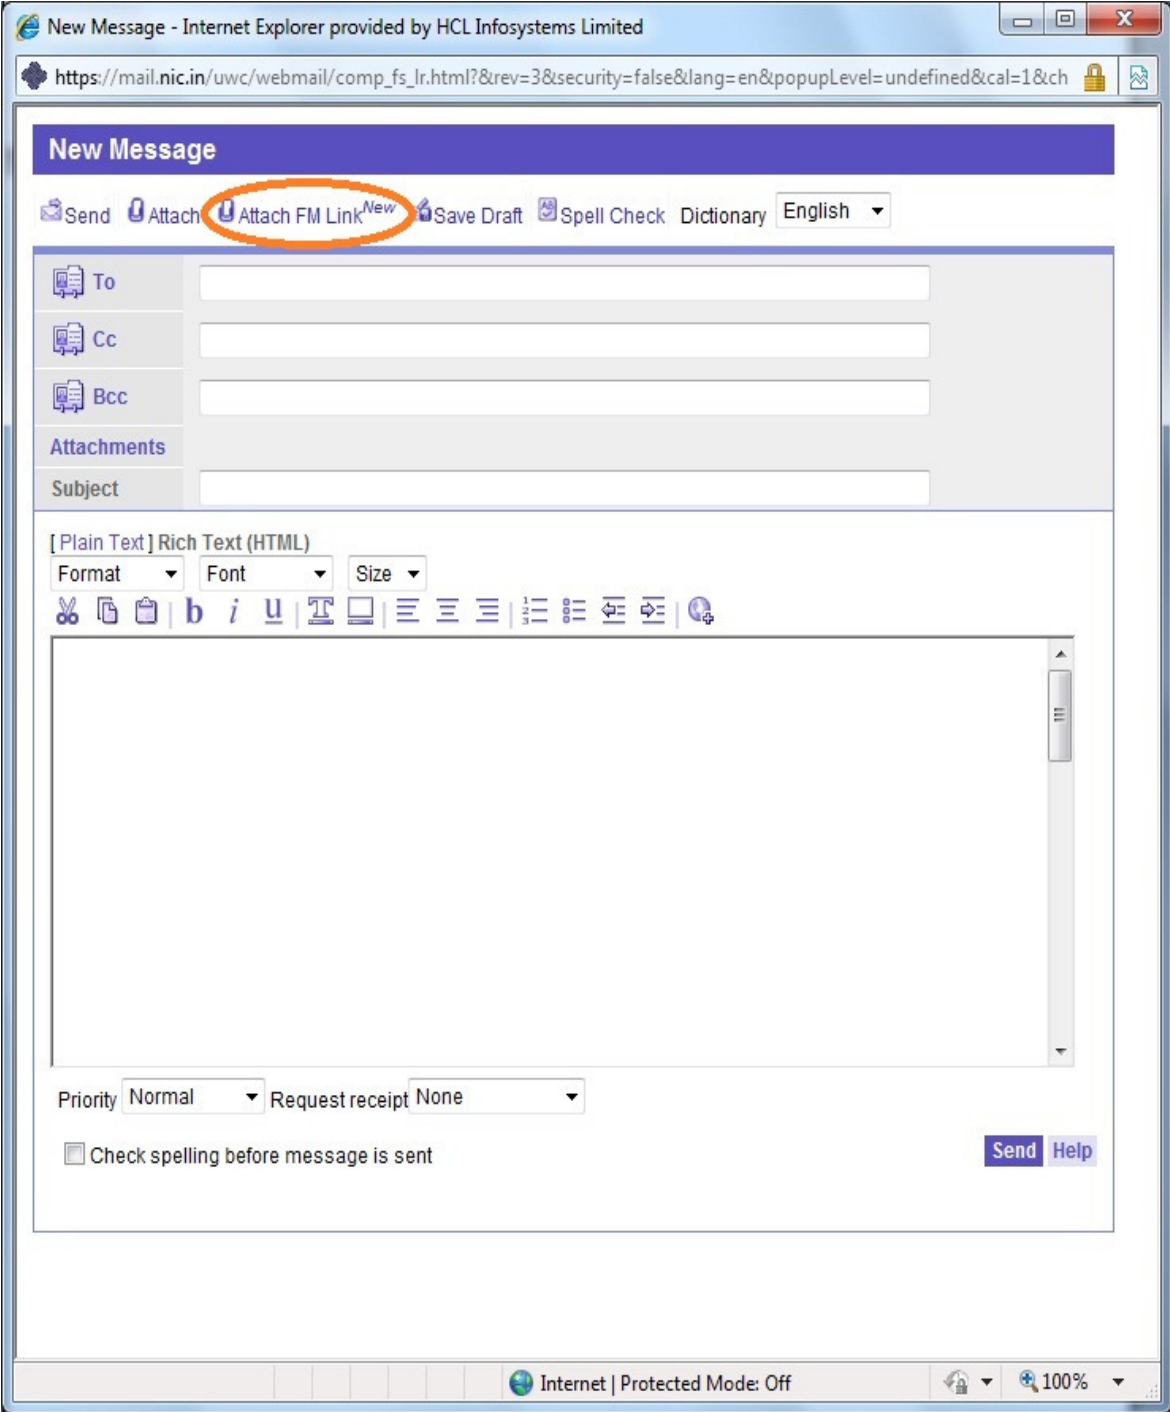 New Message - Internet Explorer provided by HCL Infosystems Limited
https://mail.nic.in/uwc/webmail/comp_fs_lr.html?&rev=3&security=false&lang=en&popupLevel=undefined&cal=1&ch
New Message
Send Attach Attach FM Link New Save Draft Spell Check Dictionary English
To
Cc
Bcc
Attachments
Subject
[ Plain Text ] Rich Text (HTML)
Format Font Size
b i u T
Priority Normal Request receipt None
Check spelling before message is sent
Send Help
Internet | Protected Mode: Off 100%